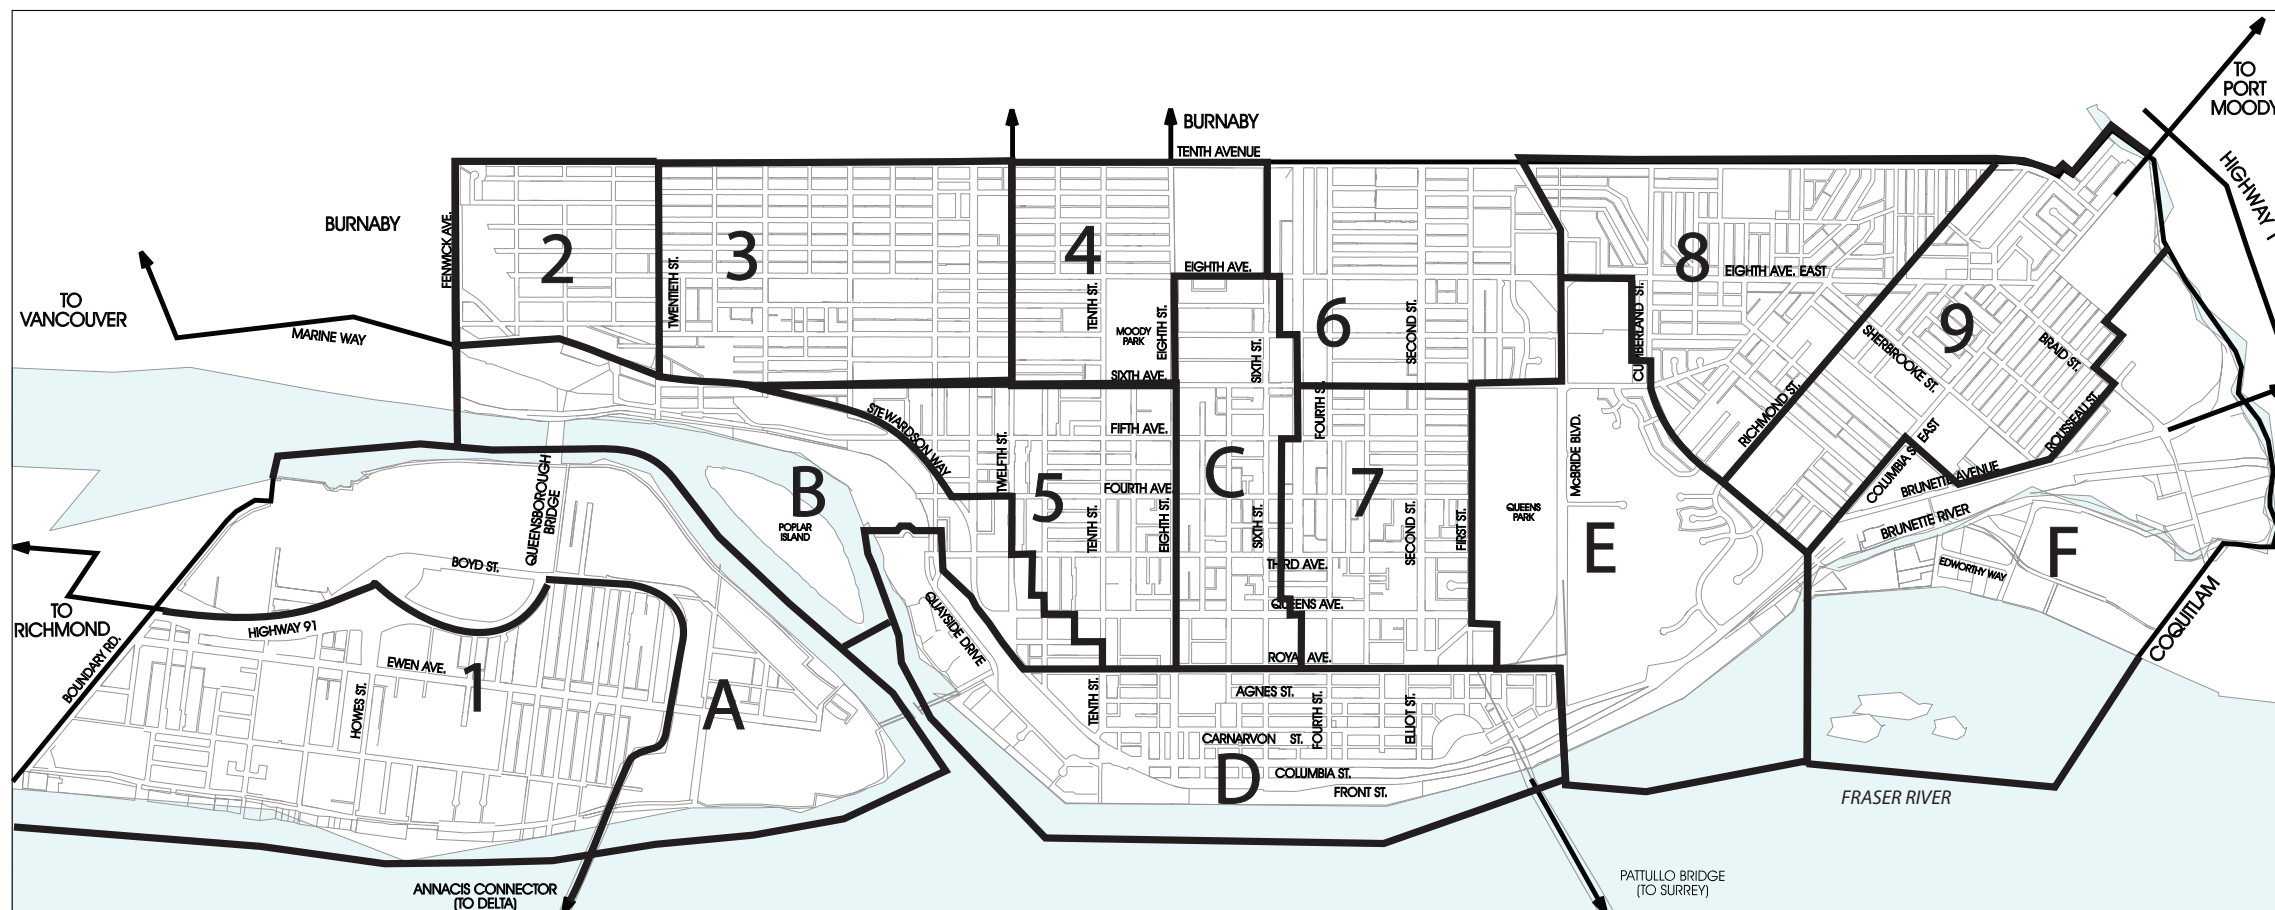 TO
PORT
MOODY
BURNABY
TENTH AVENUE
HIGHWAY 1
BURNABY
FENWICK AVE.
2
TWENTIETH ST.
3
4
EIGHTH AVE.
TENTH ST.
MOODY
PARK
EIGHTH ST.
SIXTH AVE.
SIXTH ST.
6
SECOND ST.
8
EIGHTH AVE. EAST
CUMBERLAND ST.
9
SHERBROOKE ST.
BRAID ST.
TO
VANCOUVER
MARINE WAY
STEWARDSON WAY
TWELFTH ST.
FIFTH AVE.
FOURTH AVE.
5
TENTH ST.
EIGHTH ST.
C
SIXTH ST.
FOURTH ST.
7
SECOND ST.
FIRST ST.
QUEENS
PARK
McBRIDE BLVD.
E
RICHMOND ST.
COLUMBIA ST.
EAST
ROUSSEAU ST.
BRUNETTE AVENUE
BRUNETTE RIVER
EDWORTHY WAY
F
COQUITLAM
B
POPLAR
ISLAND
QUEENSBOROUGH
BRIDGE
BOYD ST.
TO
RICHMOND
BOUNDARY RD.
HIGHWAY 91
EWEN AVE.
1
HOWES ST.
A
QUAYSIDE DRIVE
THIRD AVE.
QUEENS AVE.
ROYAL AVE.
TENTH ST.
AGNES ST.
FOURTH ST.
ELLIOT ST.
CARNARVON ST.
D
COLUMBIA ST.
FRONT ST.
FRASER RIVER
ANNACIS CONNECTOR
(TO DELTA)
PATTULLO BRIDGE
(TO SURREY)